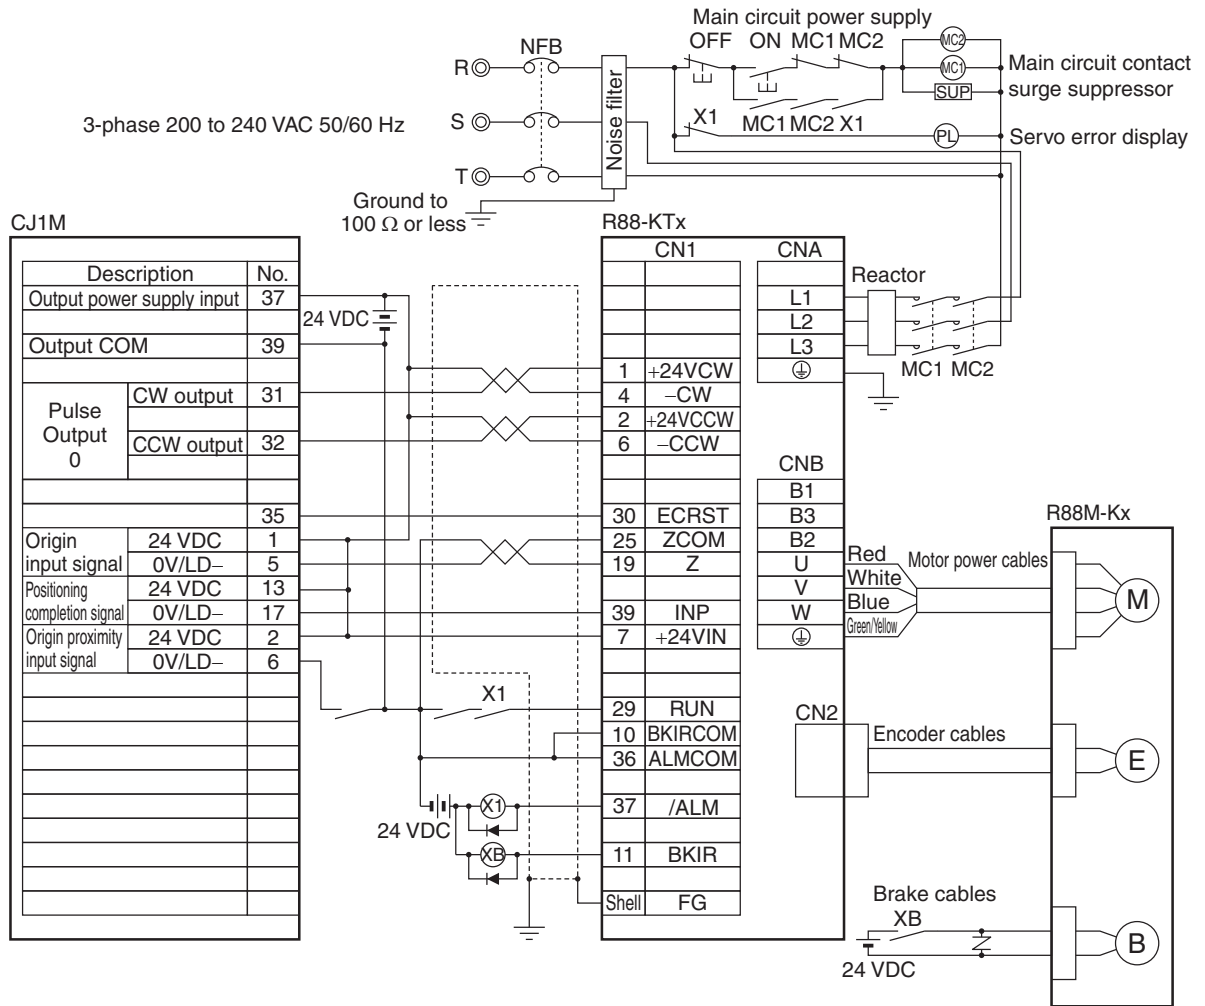 Main circuit power supply
OFF ON MC1 MC2
MC2
NFB
R
MC1
Main circuit contact
surge suppressor
SUP
Noise filter
3-phase 200 to 240 VAC 50/60 Hz
S
X1
MC1 MC2 X1
PL
Servo error display
T
Ground to
100 Ω or less
CJ1M
Description No.
Output power supply input 37
24 VDC
Output COM 39
Pulse
Output
0
CW output 31
CCW output 32
35
Origin
input signal
24 VDC 1
0V/LD− 5
Positioning
completion signal
24 VDC 13
0V/LD− 17
Origin proximity
input signal
24 VDC 2
0V/LD− 6
X1
24 VDC
X1
XB
R88-KTx
CN1
1 +24VCW
4 −CW
2 +24VCCW
6 −CCW
30 ECRST
25 ZCOM
19 Z
39 INP
7 +24VIN
29 RUN
10 BKIRCOM
36 ALMCOM
37 /ALM
11 BKIR
Shell FG
CNA
L1
L2
L3
Reactor
MC1 MC2
CNB
B1
B3
B2
U
V
W
Red
White
Blue
Green/Yellow
Motor power cables
R88M-Kx
M
CN2
Encoder cables
E
Brake cables
XB
24 VDC
B